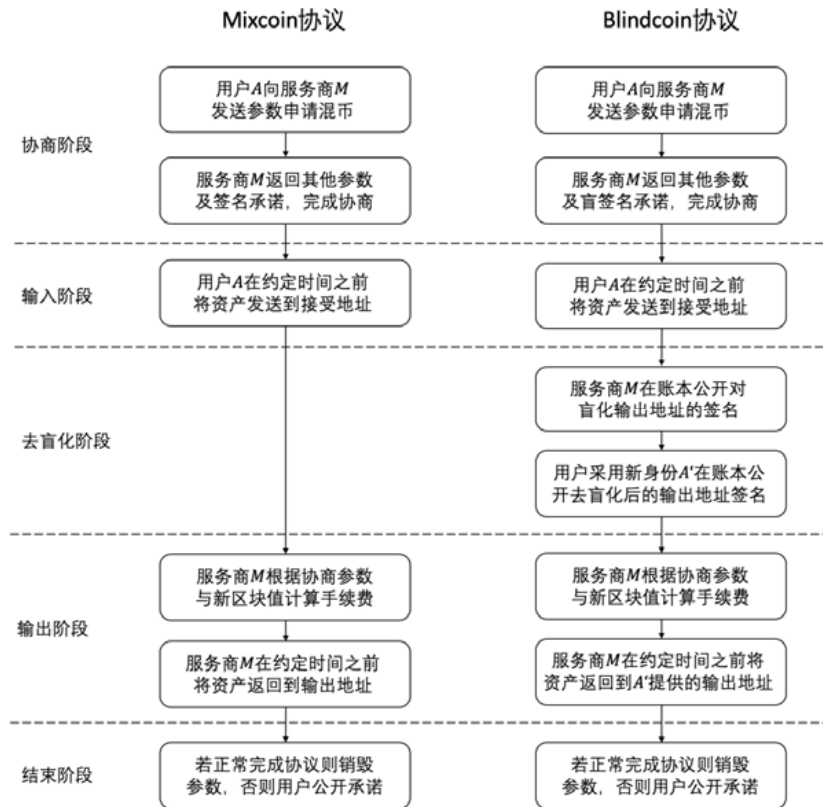 Mixcoin协议
Blindcoin协议
协商阶段
用户A向服务商M
发送参数申请混币
用户A向服务商M
发送参数申请混币
服务商M返回其他参数
及签名承诺，完成协商
服务商M返回其他参数
及盲签名承诺，完成协商
输入阶段
用户A在约定时间之前
将资产发送到接受地址
用户A在约定时间之前
将资产发送到接受地址
去盲化阶段
服务商M在账本公开对
盲化输出地址的签名
用户采用新身份A'在账本公
开去盲化后的输出地址签名
输出阶段
服务商M根据协商参数
与新区块值计算手续费
服务商M根据协商参数
与新区块值计算手续费
服务商M在约定时间之前
将资产返回到输出地址
服务商M在约定时间之前将
资产返回到A'提供的输出地址
结束阶段
若正常完成协议则销毁
参数，否则用户公开承诺
若正常完成协议则销毁
参数，否则用户公开承诺